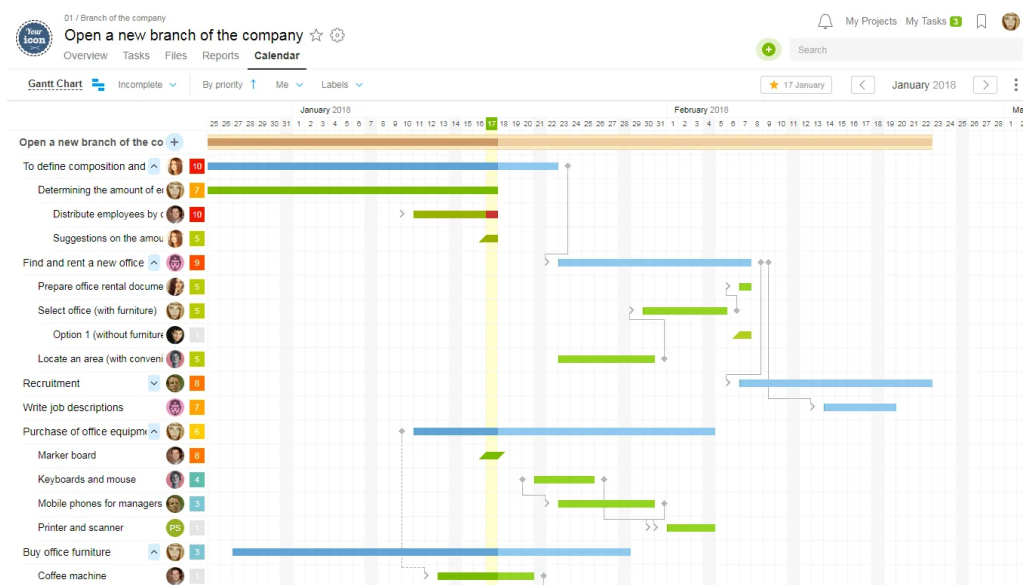 Your
icon
01 / Branch of the company
Open a new branch of the company
My Projects My Tasks 3
Overview Tasks Files Reports Calendar
Search
Gantt Chart Incomplete By priority Me Labels
17 January
January 2018
January 2018 February 2018 Ma
25 26 27 28 29 30 31 1 2 3 4 5 6 7 8 9 10 11 12 13 14 15 16 17 18 19 20 21 22 23 24 25 26 27 28 29 30 31 1 2 3 4 5 6 7 8 9 10 11 12 13 14 15 16 17 18 19 20 21 22 23 24 25 26 27 28 1 2
Open a new branch of the co
To define composition and 10
Determining the amount of er 7
Distribute employees by c 10
Suggestions on the amou 5
Find and rent a new office 9
Prepare office rental docume 5
Select office (with furniture) 5
Option 1 (without furniture 1
Locate an area (with conveni 5
Recruitment 8
Write job descriptions 7
Purchase of office equipme 6
Marker board 8
Keyboards and mouse 4
Mobile phones for managers 3
Printer and scanner PS 1
Buy office furniture 3
Coffee machine 1